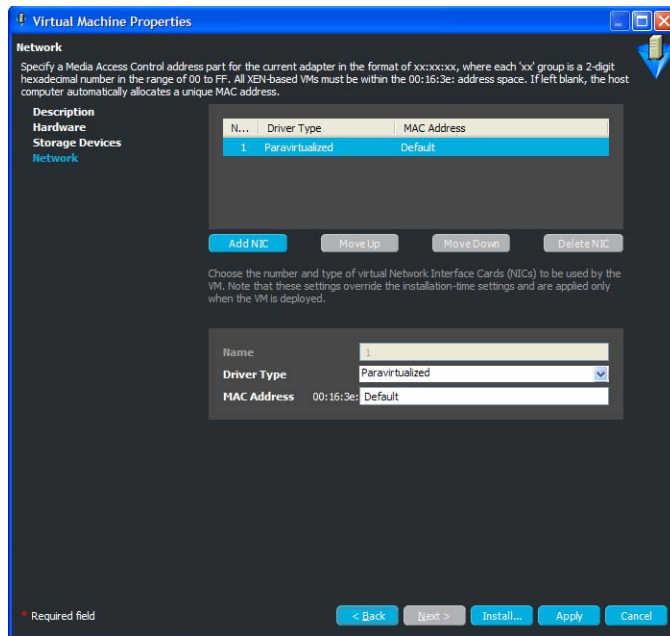 Virtual Machine Properties
Network
Specify a Media Access Control address part for the current adapter in the format of xx:xx:xx, where each 'xx' group is a 2-digit
hexadecimal number in the range of 00 to FF. All XEN-based VMs must be within the 00:16:3e: address space. If left blank, the host
computer automatically allocates a unique MAC address.
Description
Hardware
Storage Devices
Network
N... Driver Type MAC Address
1 Paravirtualized Default
Add NIC Move Up Move Down Delete NIC
Choose the number and type of virtual Network Interface Cards (NICs) to be used by the
VM. Note that these settings override the installation-time settings and are applied only
when the VM is deployed.
Name 1
Driver Type Paravirtualized
MAC Address 00:16:3e: Default
* Required field < Back Next > Install... Apply Cancel